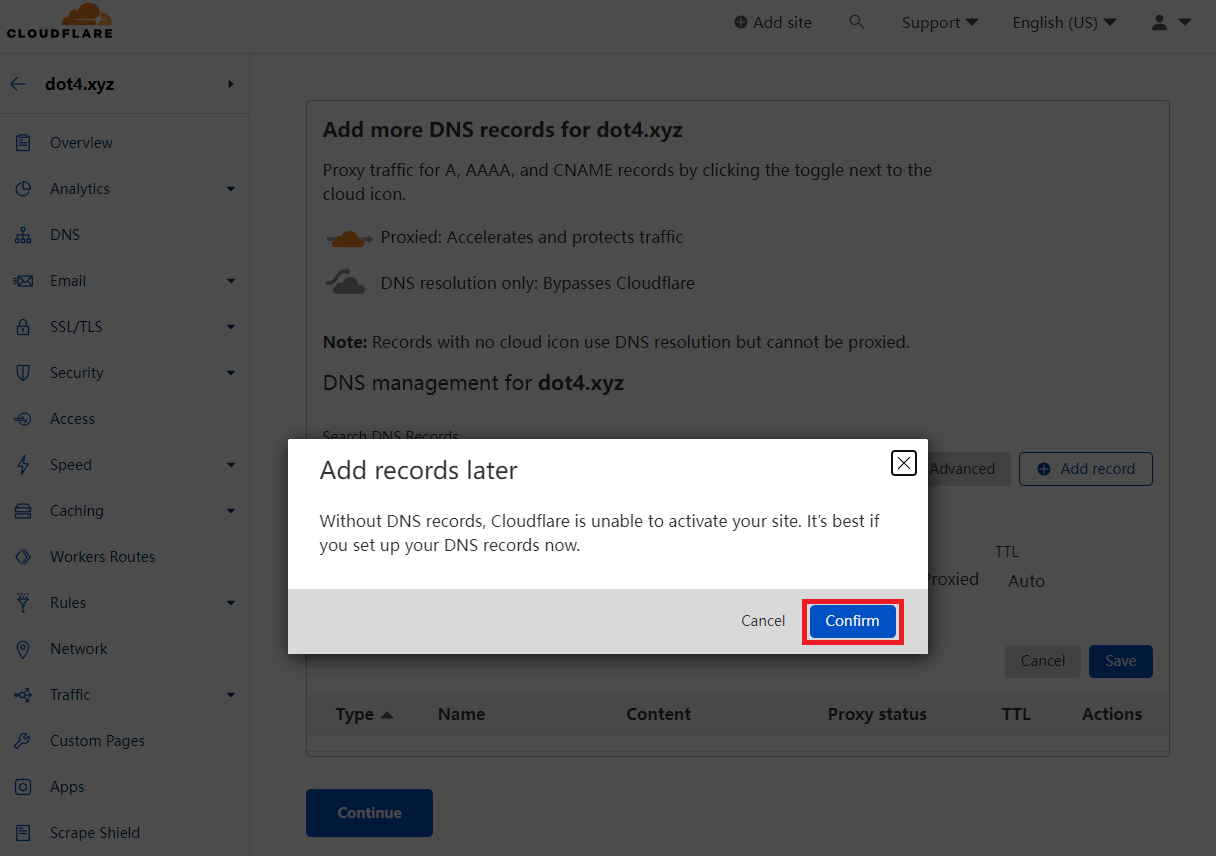 CLOUDFLARE
Add site
Support
English (US)
dot4.xyz
Overview
Analytics
DNS
Email
SSL/TLS
Security
Access
Speed
Caching
Workers Routes
Rules
Network
Traffic
Custom Pages
Apps
Scrape Shield
Add more DNS records for dot4.xyz
Proxy traffic for A, AAAA, and CNAME records by clicking the toggle next to the
cloud icon.
Proxied: Accelerates and protects traffic
DNS resolution only: Bypasses Cloudflare
Note: Records with no cloud icon use DNS resolution but cannot be proxied.
DNS management for dot4.xyz
Search DNS Records
Advanced
Add record
Add records later
Without DNS records, Cloudflare is unable to activate your site. It's best if
you set up your DNS records now.
Cancel
Confirm
TTL
Proxied
Auto
Cancel
Save
Type
Name
Content
Proxy status
TTL
Actions
Continue